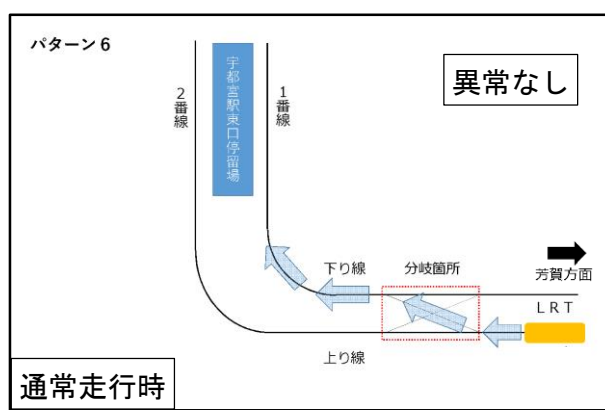 パターン6
異常なし
2番線
宇都宮駅東口停留場
1番線
下り線
分岐箇所
芳賀方面
LRT
上り線
通常走行時